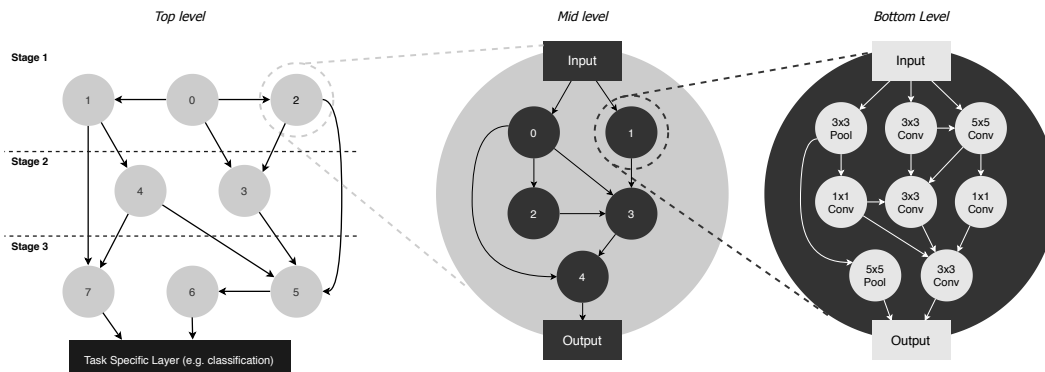 Top level
Stage 1
1
0
2
Stage 2
4
3
Stage 3
7
6
5
Task Specific Layer (e.g. classification)
Mid level
Input
0
1
2
3
4
Output
Bottom Level
Input
3x3
Pool
3x3
Conv
5x5
Conv
1x1
Conv
3x3
Conv
1x1
Conv
5x5
Pool
3x3
Conv
Output